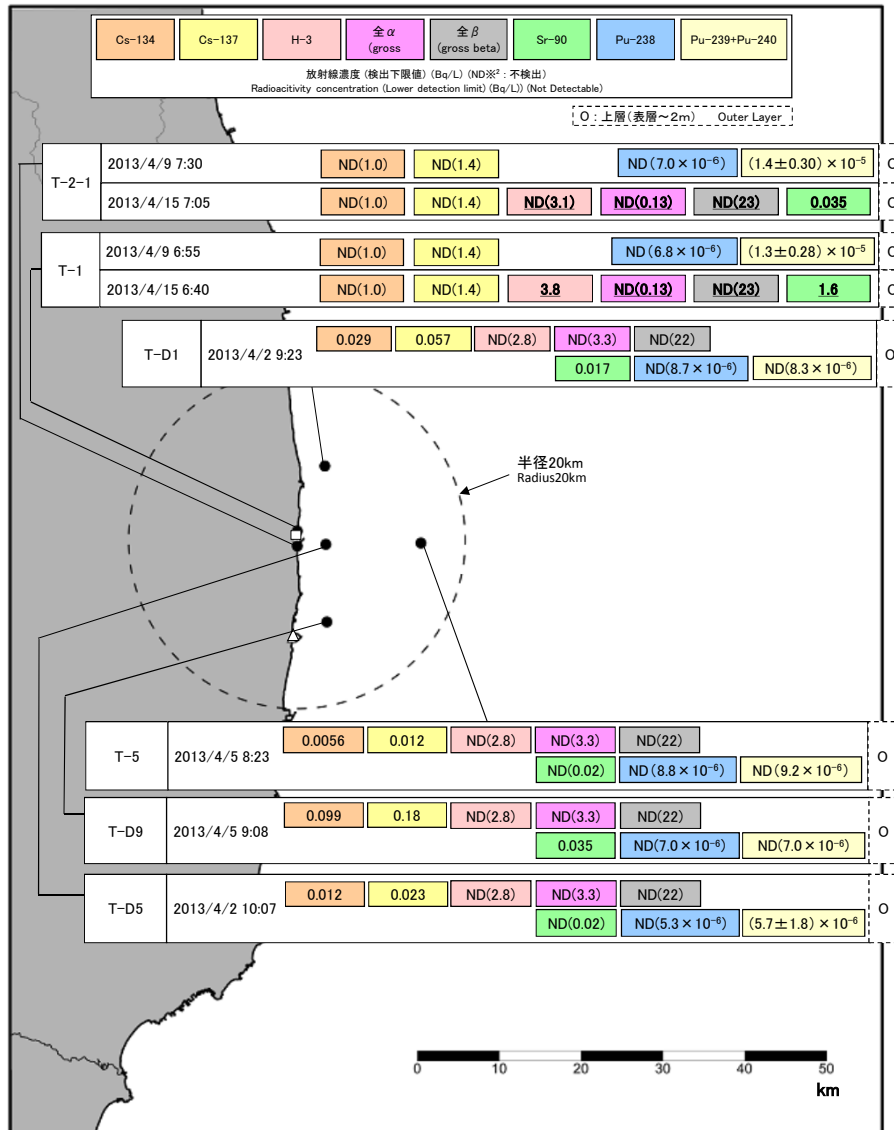 Cs-134 Cs-137 H-3 全α (gross 全β (gross beta) Sr-90 Pu-238 Pu-239+Pu-240
放射線濃度 (検出下限値) (Bq/L) (ND※² : 不検出)
Radioacitivity concentration (Lower detection limit) (Bq/L)) (Not Detectable)
O : 上層(表層～2m) Outer Layer
T-2-1
2013/4/9 7:30 ND(1.0) ND(1.4) ND(7.0×10⁻⁶) (1.4±0.30)×10⁻⁵ O
2013/4/15 7:05 ND(1.0) ND(1.4) ND(3.1) ND(0.13) ND(23) 0.035 O
T-1
2013/4/9 6:55 ND(1.0) ND(1.4) ND(6.8×10⁻⁶) (1.3±0.28)×10⁻⁵ O
2013/4/15 6:40 ND(1.0) ND(1.4) 3.8 ND(0.13) ND(23) 1.6 O
T-D1 2013/4/2 9:23 0.029 0.057 ND(2.8) ND(3.3) ND(22) O
0.017 ND(8.7×10⁻⁶) ND(8.3×10⁻⁶)
半径20km
Radius20km
T-5 2013/4/5 8:23 0.0056 0.012 ND(2.8) ND(3.3) ND(22) O
ND(0.02) ND(8.8×10⁻⁶) ND(9.2×10⁻⁶)
T-D9 2013/4/5 9:08 0.099 0.18 ND(2.8) ND(3.3) ND(22) O
0.035 ND(7.0×10⁻⁶) ND(7.0×10⁻⁶)
T-D5 2013/4/2 10:07 0.012 0.023 ND(2.8) ND(3.3) ND(22) O
ND(0.02) ND(5.3×10⁻⁶) (5.7±1.8)×10⁻⁶
0 10 20 30 40 50
km